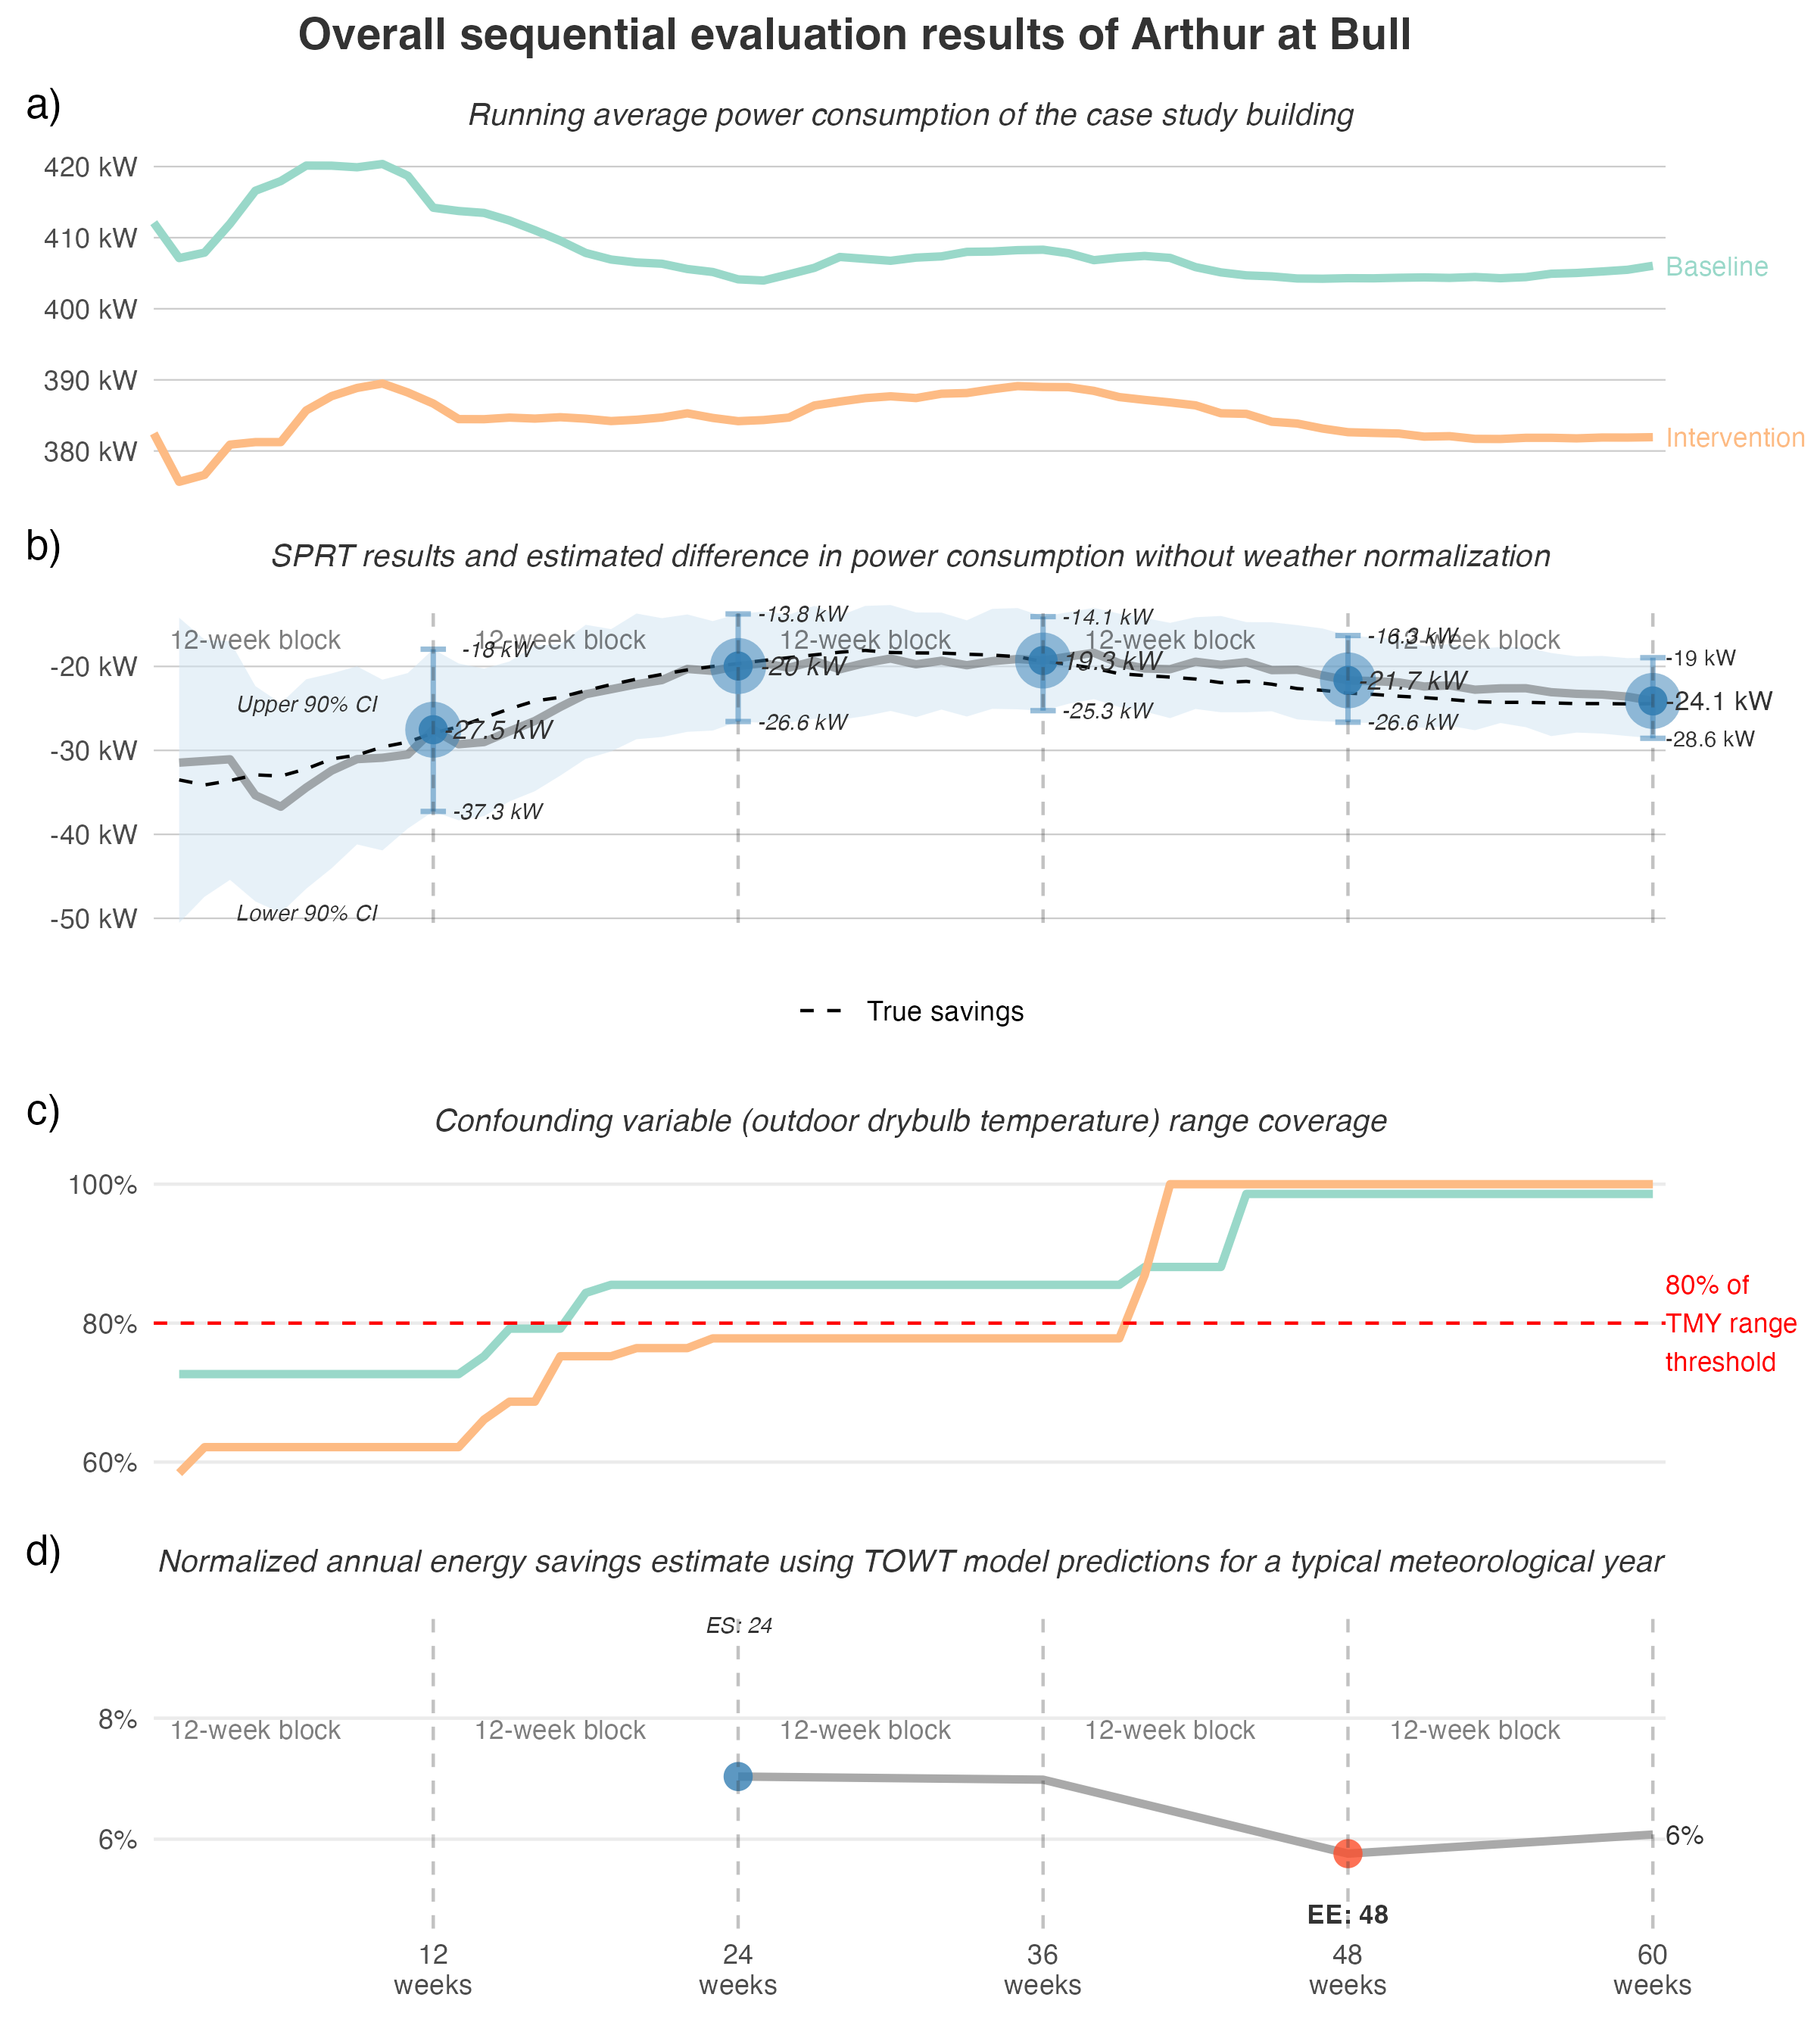 Overall sequential evaluation results of Arthur at Bull
a)
Running average power consumption of the case study building
420 kW
410 kW
400 kW
390 kW
380 kW
Baseline
Intervention
b)
SPRT results and estimated difference in power consumption without weather normalization
12-week block
12-week block
12-week block
12-week block
12-week block
-20 kW
-30 kW
-40 kW
-50 kW
Upper 90% CI
Lower 90% CI
-18 kW
-27.5 kW
-37.3 kW
-13.8 kW
-20 kW
-26.6 kW
-14.1 kW
-19.3 kW
-25.3 kW
-16.3 kW
-21.7 kW
-26.6 kW
-19 kW
-24.1 kW
-28.6 kW
True savings
c)
Confounding variable (outdoor drybulb temperature) range coverage
100%
80%
60%
80% of
TMY range
threshold
d)
Normalized annual energy savings estimate using TOWT model predictions for a typical meteorological year
ES: 24
8%
6%
12-week block
12-week block
12-week block
12-week block
12-week block
6%
EE: 48
12
weeks
24
weeks
36
weeks
48
weeks
60
weeks